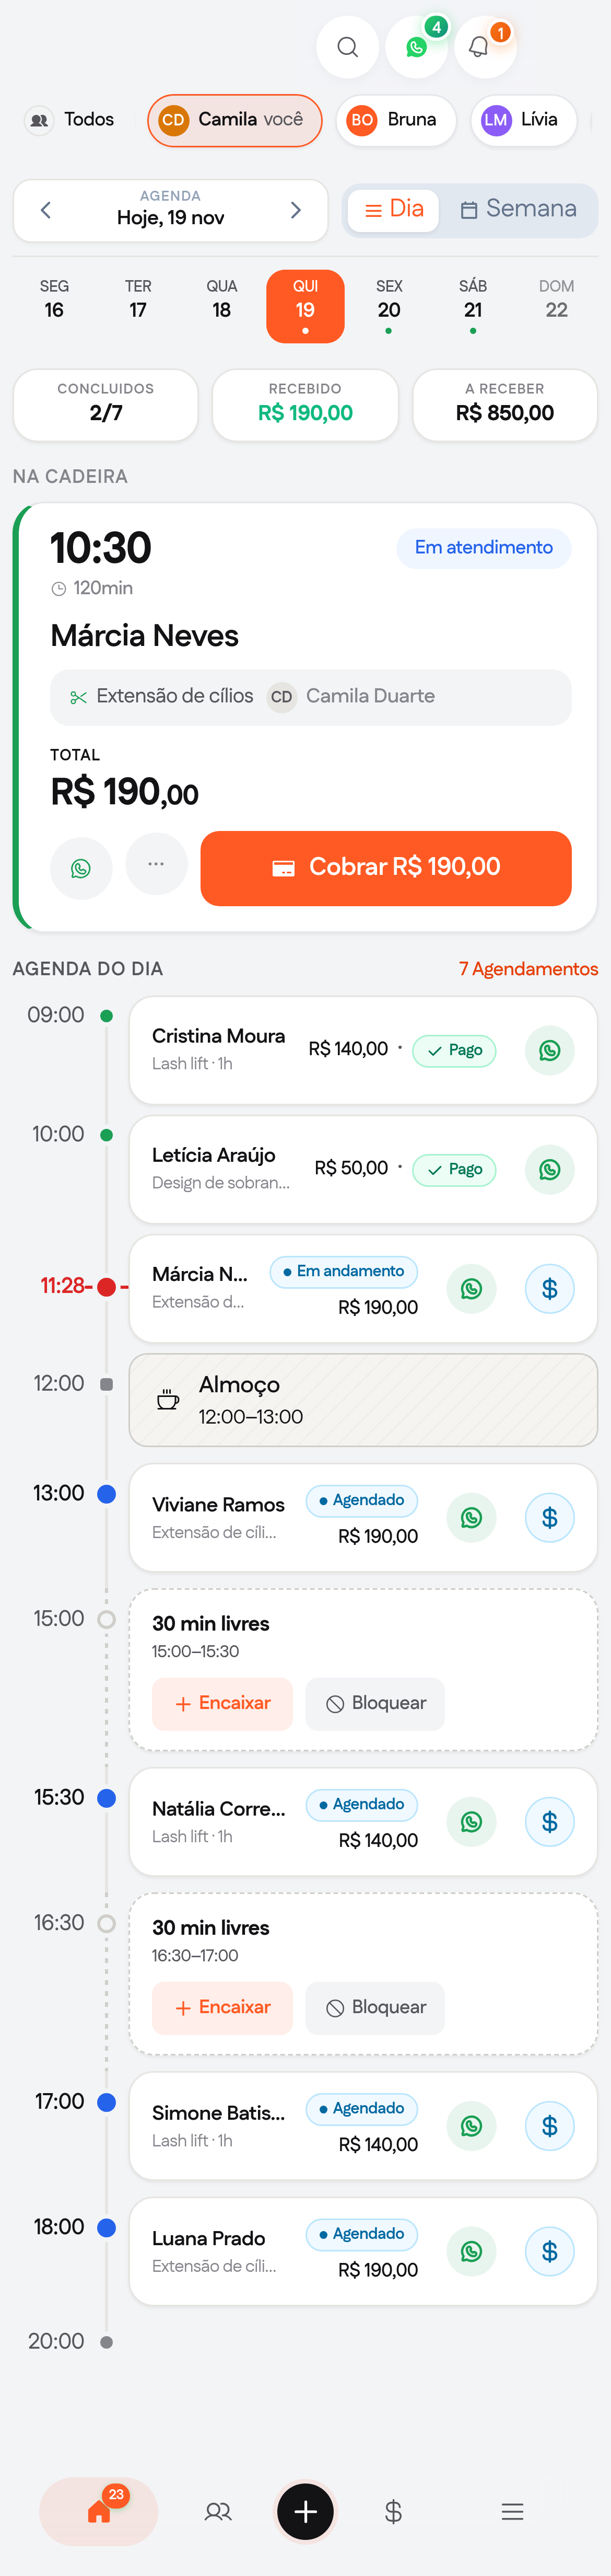 4
1
Todos
CD Camila você
BO Bruna
LM Lívia
AGENDA
Hoje, 19 nov
Dia
Semana
SEG TER QUA QUI SEX SÁB DOM
16 17 18 19 20 21 22
CONCLUIDOS
2/7
RECEBIDO
R$ 190,00
A RECEBER
R$ 850,00
NA CADEIRA
10:30
Em atendimento
120min
Márcia Neves
Extensão de cílios CD Camila Duarte
TOTAL
R$ 190,00
Cobrar R$ 190,00
AGENDA DO DIA
7 Agendamentos
09:00
Cristina Moura
Lash lift · 1h
R$ 140,00 · Pago
10:00
Letícia Araújo
Design de sobran...
R$ 50,00 · Pago
11:28
Márcia N...
Extensão d...
Em andamento
R$ 190,00
12:00
Almoço
12:00–13:00
13:00
Viviane Ramos
Extensão de cíli...
Agendado
R$ 190,00
$
15:00
30 min livres
15:00–15:30
Encaixar
Bloquear
15:30
Natália Corre...
Lash lift · 1h
Agendado
R$ 140,00
16:30
30 min livres
16:30–17:00
Encaixar
Bloquear
17:00
Simone Batis...
Lash lift · 1h
Agendado
R$ 140,00
18:00
Luana Prado
Extensão de cíli...
Agendado
R$ 190,00
20:00
23